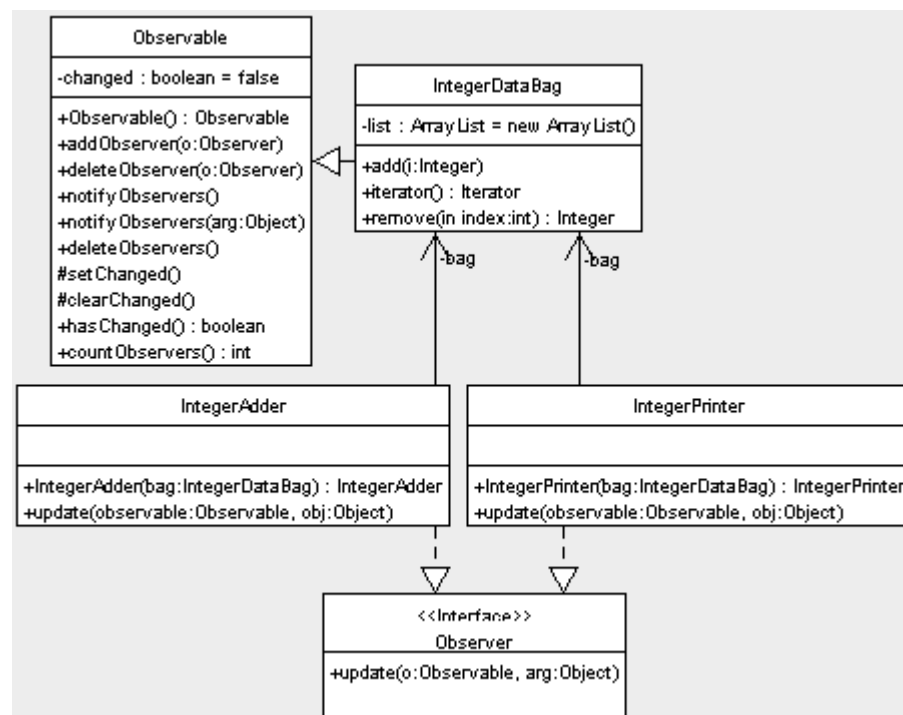 Observable
-changed : boolean = false
+Observable() : Observable
+addObserver(o:Observer)
+deleteObserver(o:Observer)
+notifyObservers()
+notifyObservers(arg:Object)
+deleteObservers()
#setChanged()
#clearChanged()
+hasChanged() : boolean
+countObservers() : int
IntegerDataBag
-list : ArrayList = new ArrayList()
+add(i:Integer)
+iterator() : Iterator
+remove(in index:int) : Integer
-bag
-bag
IntegerAdder
+IntegerAdder(bag:IntegerDataBag) : IntegerAdder
+update(observable:Observable, obj:Object)
IntegerPrinter
+IntegerPrinter(bag:IntegerDataBag) : IntegerPrinter
+update(observable:Observable, obj:Object)
<<Interface>>
Observer
+update(o:Observable, arg:Object)